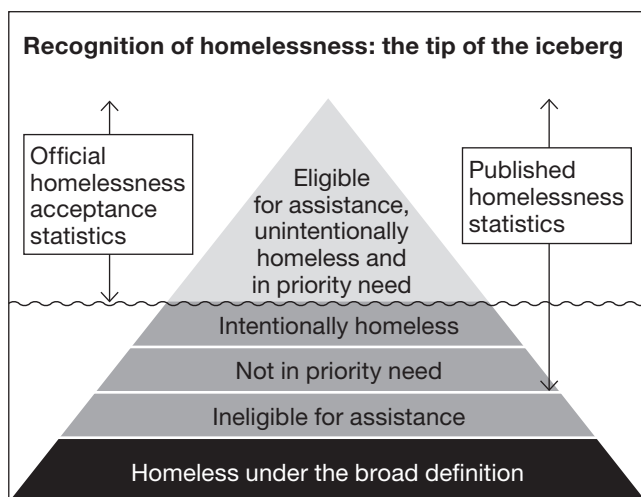 Recognition of homelessness: the tip of the iceberg
Official
homelessness
acceptance
statistics
Eligible
for assistance,
unintentionally
homeless and
in priority need
Published
homelessness
statistics
Intentionally homeless
Not in priority need
Ineligible for assistance
Homeless under the broad definition